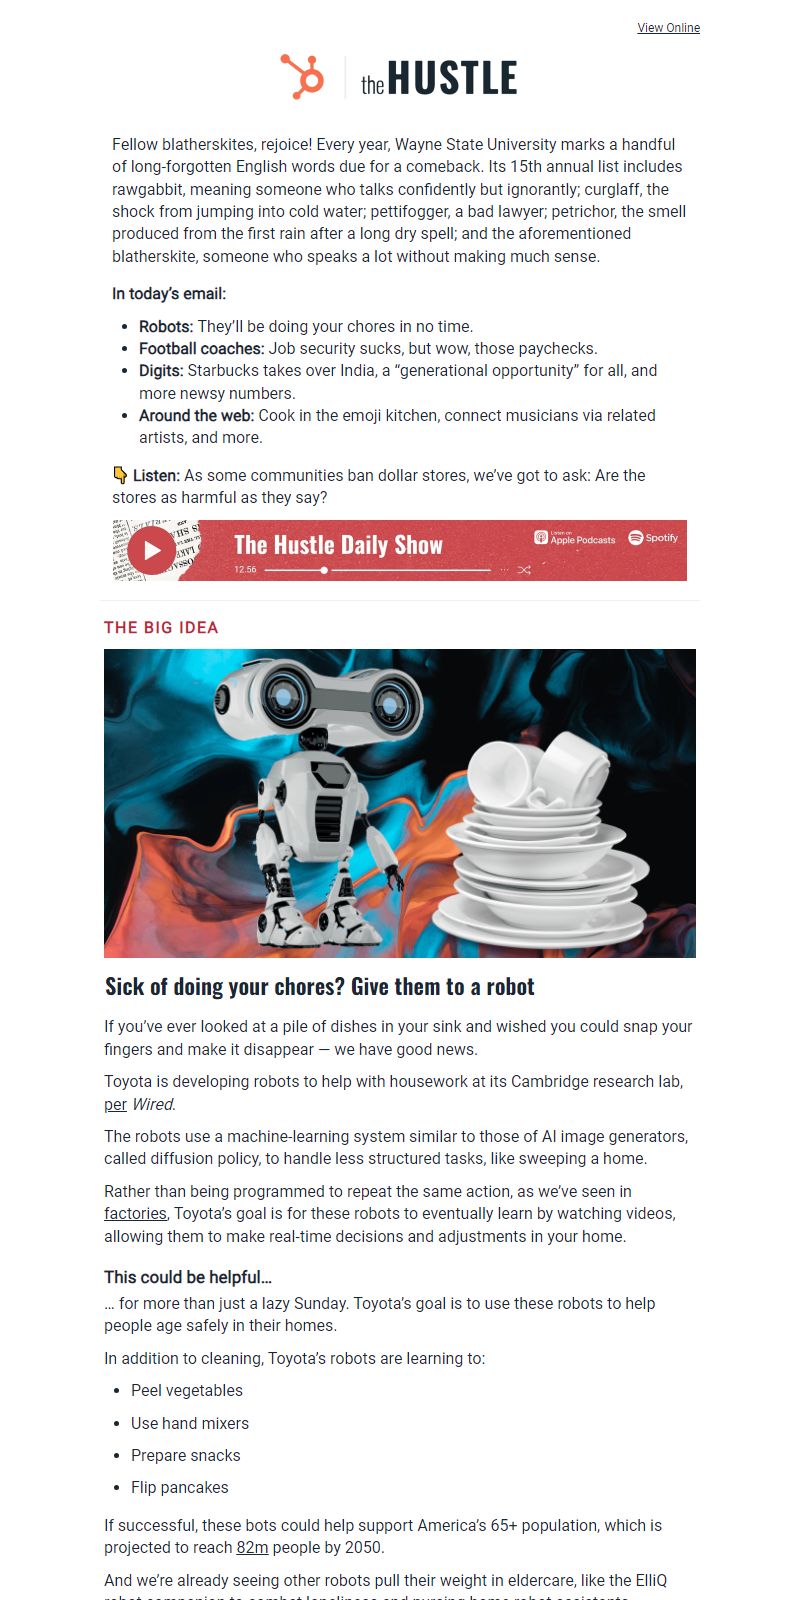 View Online
the HUSTLE
Fellow blatherskites, rejoice! Every year, Wayne State University marks a handful
of long-forgotten English words due for a comeback. Its 15th annual list includes
rawgabbit, meaning someone who talks confidently but ignorantly; curglaff, the
shock from jumping into cold water; pettifogger, a bad lawyer; petrichor, the smell
produced from the first rain after a long dry spell; and the aforementioned
blatherskite, someone who speaks a lot without making much sense.
In today’s email:
• Robots: They’ll be doing your chores in no time.
• Football coaches: Job security sucks, but wow, those paychecks.
• Digits: Starbucks takes over India, a “generational opportunity” for all, and
more newsy numbers.
• Around the web: Cook in the emoji kitchen, connect musicians via related
artists, and more.
👇 Listen: As some communities ban dollar stores, we’ve got to ask: Are the
stores as harmful as they say?
The Hustle Daily Show
Listen on
Apple Podcasts
Spotify
12:56
THE BIG IDEA
Sick of doing your chores? Give them to a robot
If you’ve ever looked at a pile of dishes in your sink and wished you could snap your
fingers and make it disappear — we have good news.
Toyota is developing robots to help with housework at its Cambridge research lab,
per Wired.
The robots use a machine-learning system similar to those of AI image generators,
called diffusion policy, to handle less structured tasks, like sweeping a home.
Rather than being programmed to repeat the same action, as we’ve seen in
factories, Toyota’s goal is for these robots to eventually learn by watching videos,
allowing them to make real-time decisions and adjustments in your home.
This could be helpful…
… for more than just a lazy Sunday. Toyota’s goal is to use these robots to help
people age safely in their homes.
In addition to cleaning, Toyota’s robots are learning to:
• Peel vegetables
• Use hand mixers
• Prepare snacks
• Flip pancakes
If successful, these bots could help support America’s 65+ population, which is
projected to reach 82m people by 2050.
And we’re already seeing other robots pull their weight in eldercare, like the ElliQ